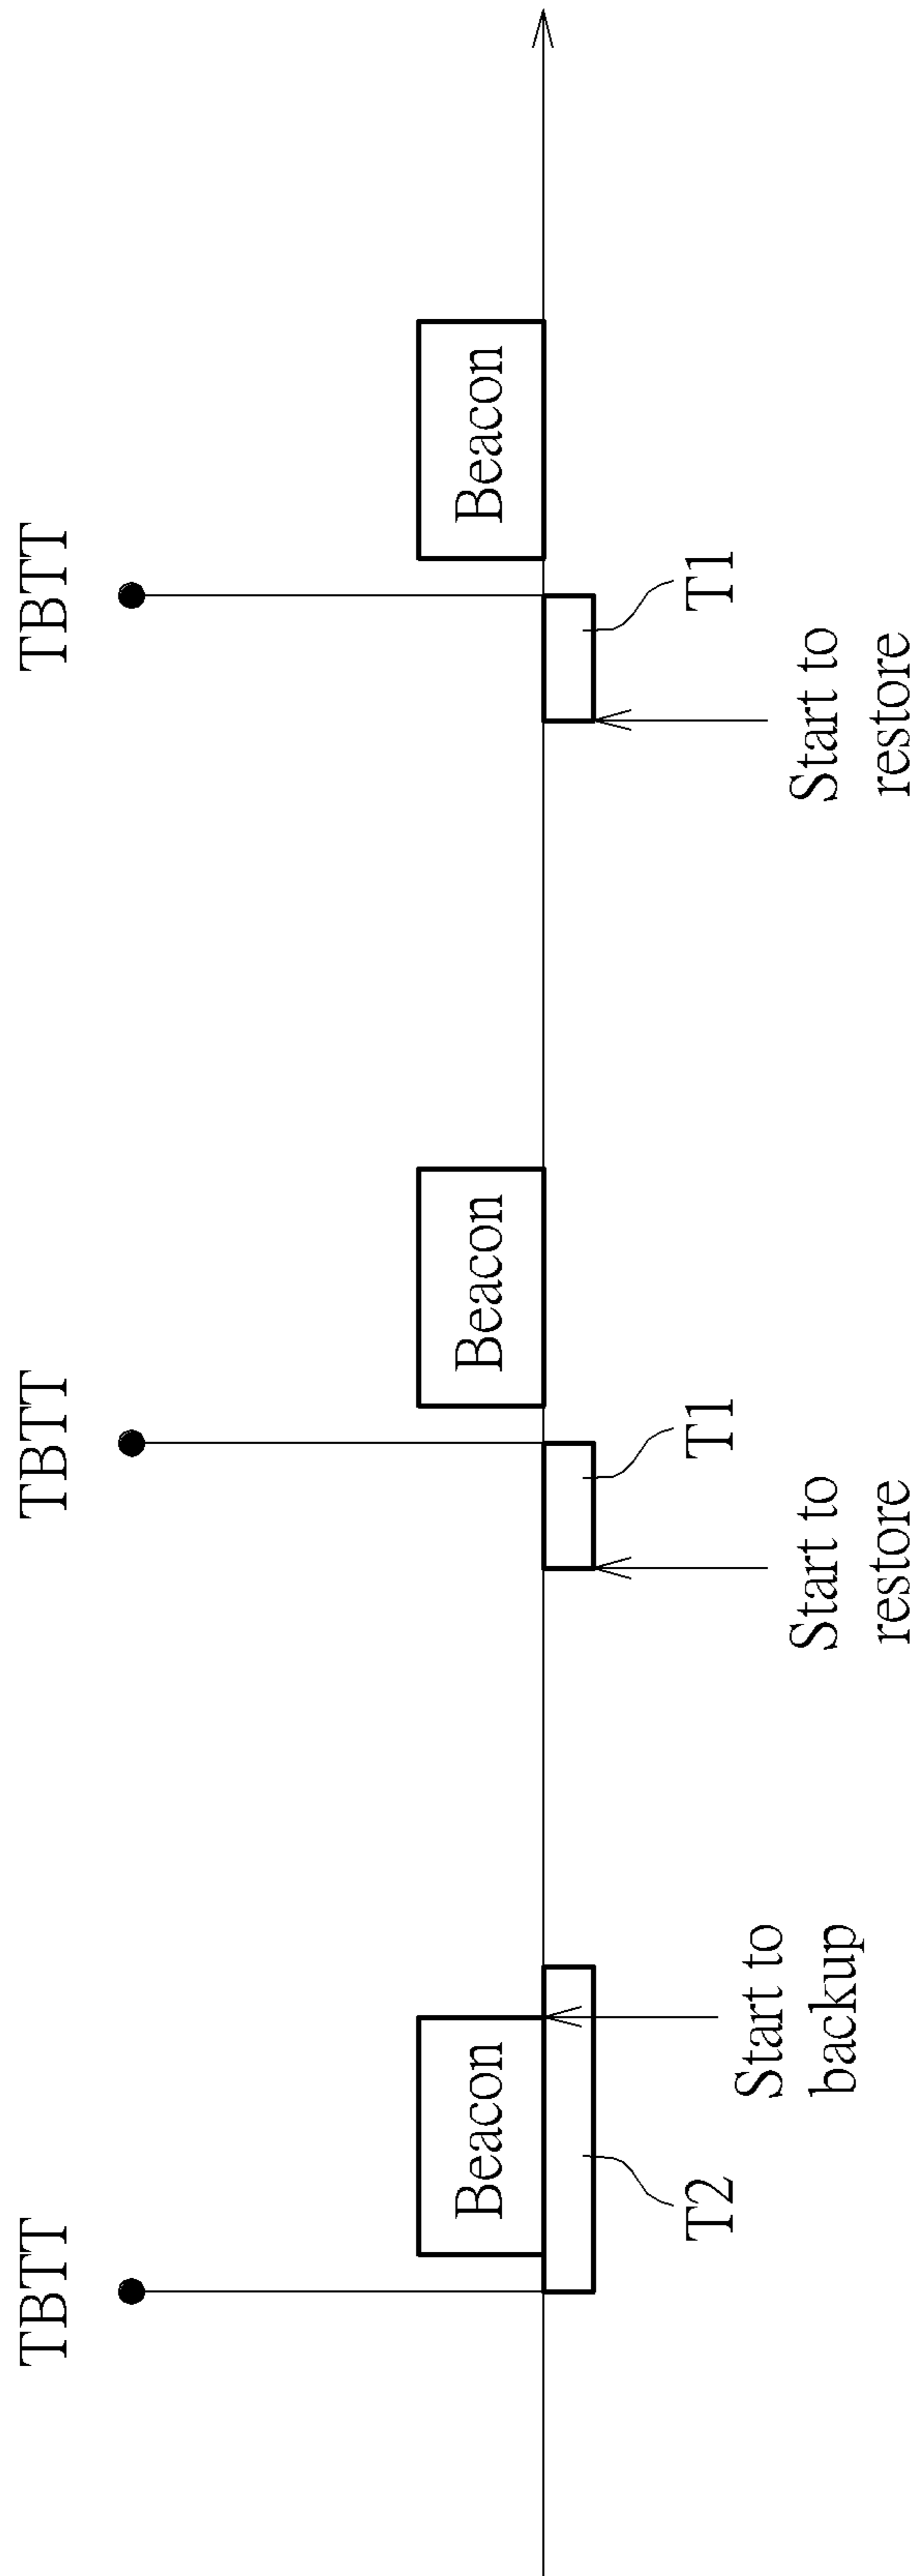 TBTT
TBTT
TBTT
Beacon
Beacon
Beacon
T2
Start to
backup
Start to
restore
T1
Start to
restore
T1